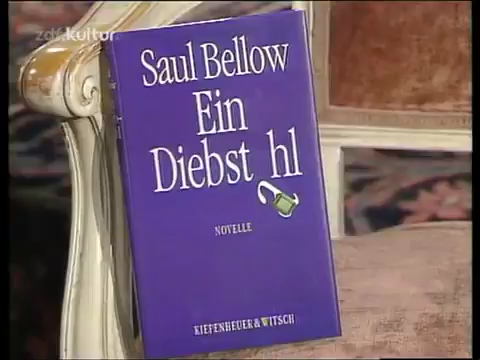 zdf.kultur
Saul Bellow
Ein
Diebst hl
NOVELLE
KIEPENHEUER & WITSCH